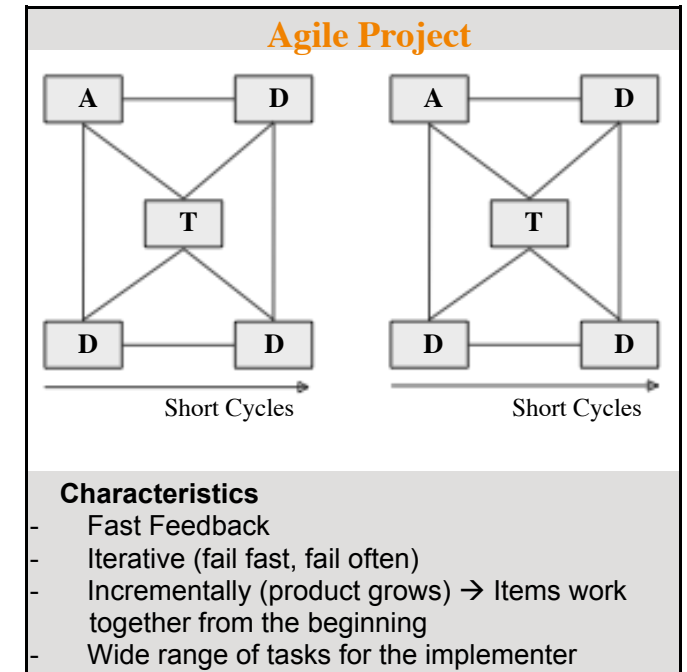 Agile Project
A D A D
T T
D D D D
Short Cycles Short Cycles
Characteristics
- Fast Feedback
- Iterative (fail fast, fail often)
- Incrementally (product grows) → Items work
together from the beginning
- Wide range of tasks for the implementer